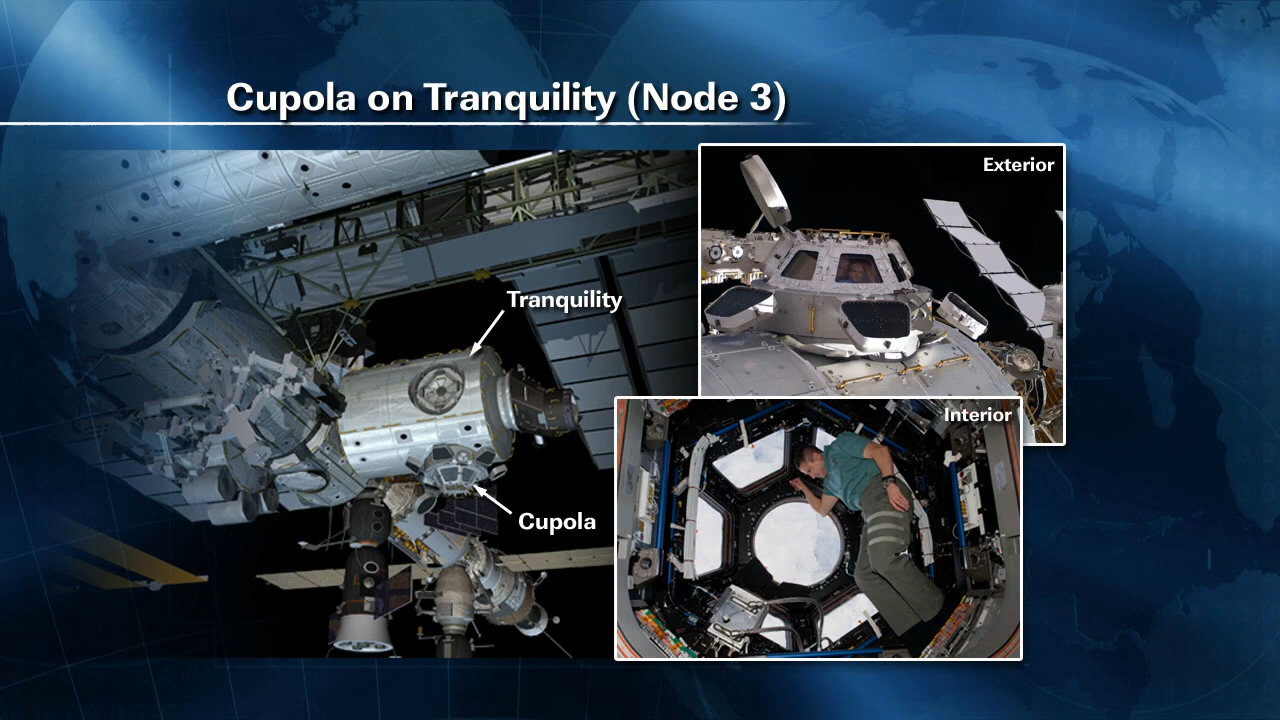 Cupola on Tranquility (Node 3)
Exterior
Tranquility
Interior
Cupola